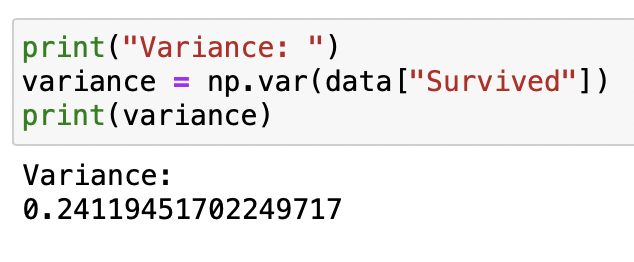 print("Variance: ")
variance = np.var(data["Survived"])
print(variance)
Variance:
0.24119451702249717